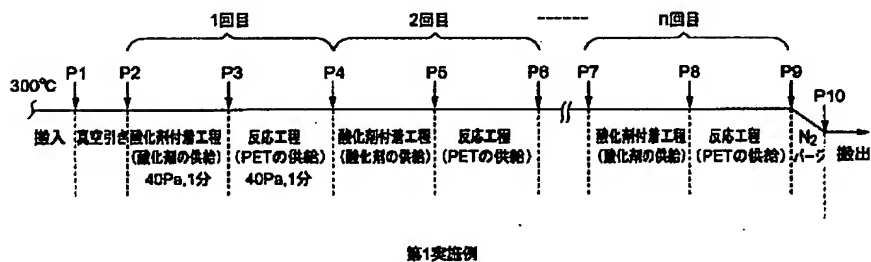 1回目 2回目 n回目
P1 P2 P3 P4 P5 P6 P7 P8 P9 P10
300℃
搬入 真空引き 酸化剤付着工程 反応工程 酸化剤付着工程 反応工程 酸化剤付着工程 反応工程 N2 搬出
(酸化剤の供給) (PETの供給) (酸化剤の供給) (PETの供給) (酸化剤の供給) (PETの供給) パージ
40Pa,1分 40Pa,1分
第1実施例